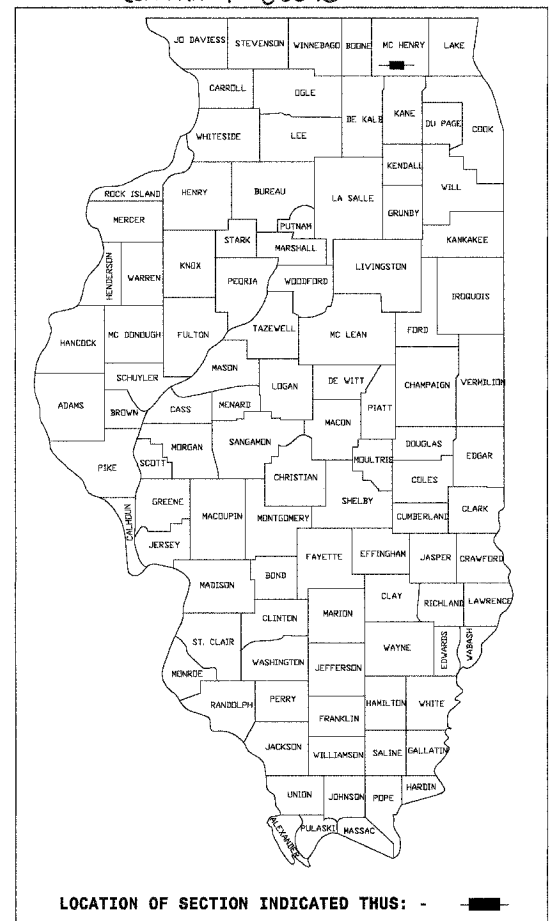 JO DAVIESS STEVENSON WINNEBAGO BOONE MC HENRY LAKE
CARROLL OGLE DE KALB KANE DU PAGE COOK
WHITESIDE LEE
KENDALL WILL
ROCK ISLAND HENRY BUREAU LA SALLE GRUNDY
MERCER PUTNAM
STARK MARSHALL KANKAKEE
HENDERSON WARREN KNOX PEORIA WOODFORD LIVINGSTON IROQUOIS
HANCOCK MC DONOUGH FULTON TAZEWELL MC LEAN FORD
MASON
SCHUYLER LOGAN DE WITT CHAMPAIGN VERMILION
ADAMS BROWN CASS MENARD PIATT
MACON
MORGAN SANGAMON DOUGLAS EDGAR
PIKE SCOTT MOULTRIE
CHRISTIAN COLES
GREENE SHELBY
CALHOUN MACOUPIN MONTGOMERY CUMBERLAND CLARK
JERSEY FAYETTE EFFINGHAM JASPER CRAWFORD
MADISON BOND
CLAY RICHLAND LAWRENCE
CLINTON MARION
ST. CLAIR WAYNE EDWARDS WABASH
WASHINGTON JEFFERSON
MONROE
RANDOLPH PERRY HAMILTON WHITE
FRANKLIN
JACKSON WILLIAMSON SALINE GALLATIN
UNION JOHNSON POPE HARDIN
ALEXANDER PULASKI MASSAC
LOCATION OF SECTION INDICATED THUS: -